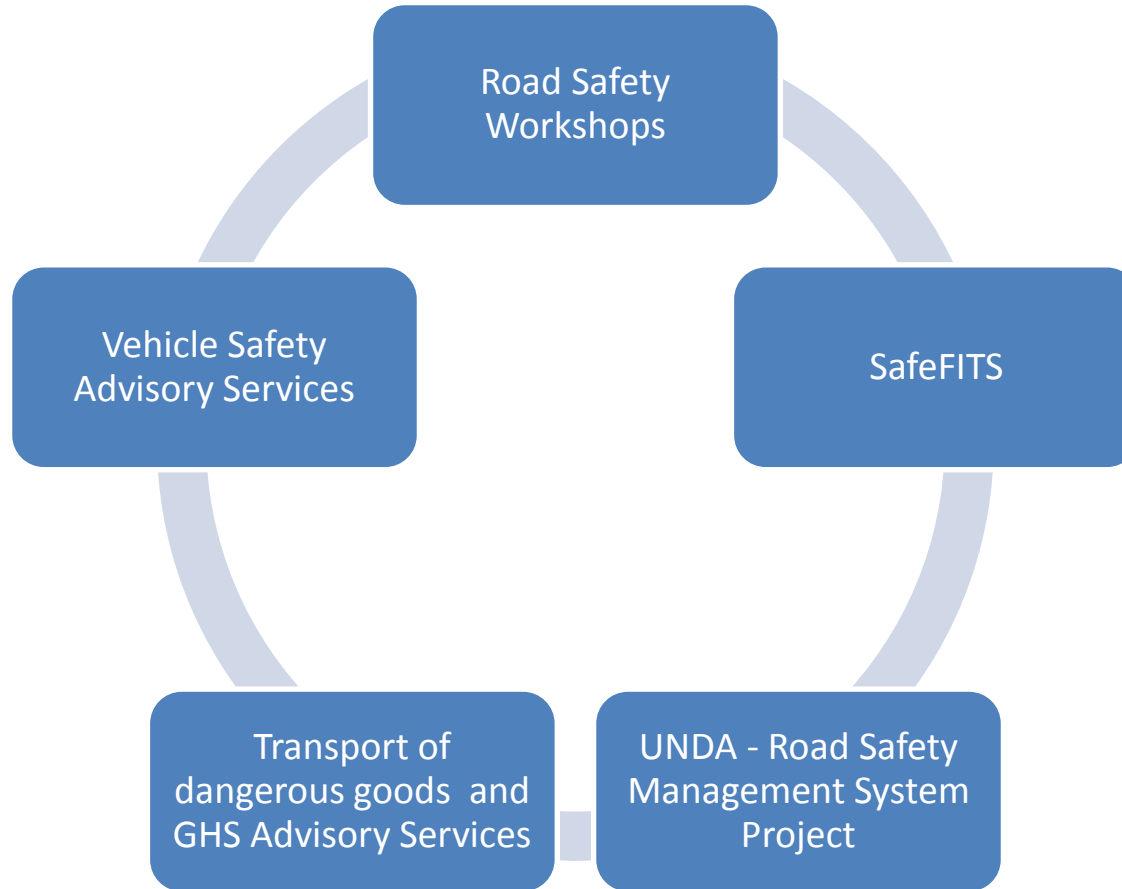 Road Safety
Workshops
SafeFITS
UNDA - Road Safety
Management System
Project
Transport of
dangerous goods  and
GHS Advisory Services
Vehicle Safety
Advisory Services